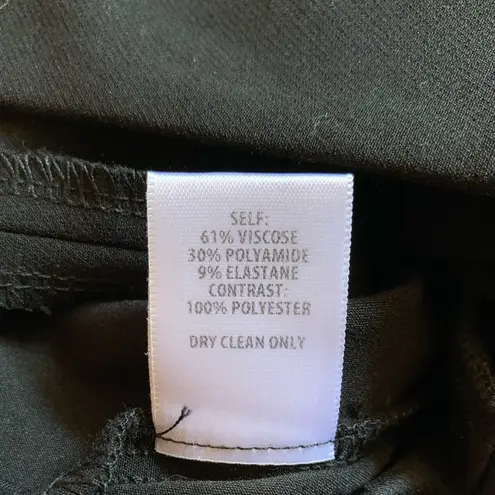 SELF:
61% VISCOSE
30% POLYAMIDE
9% ELASTANE
CONTRAST:
100% POLYESTER
DRY CLEAN ONLY